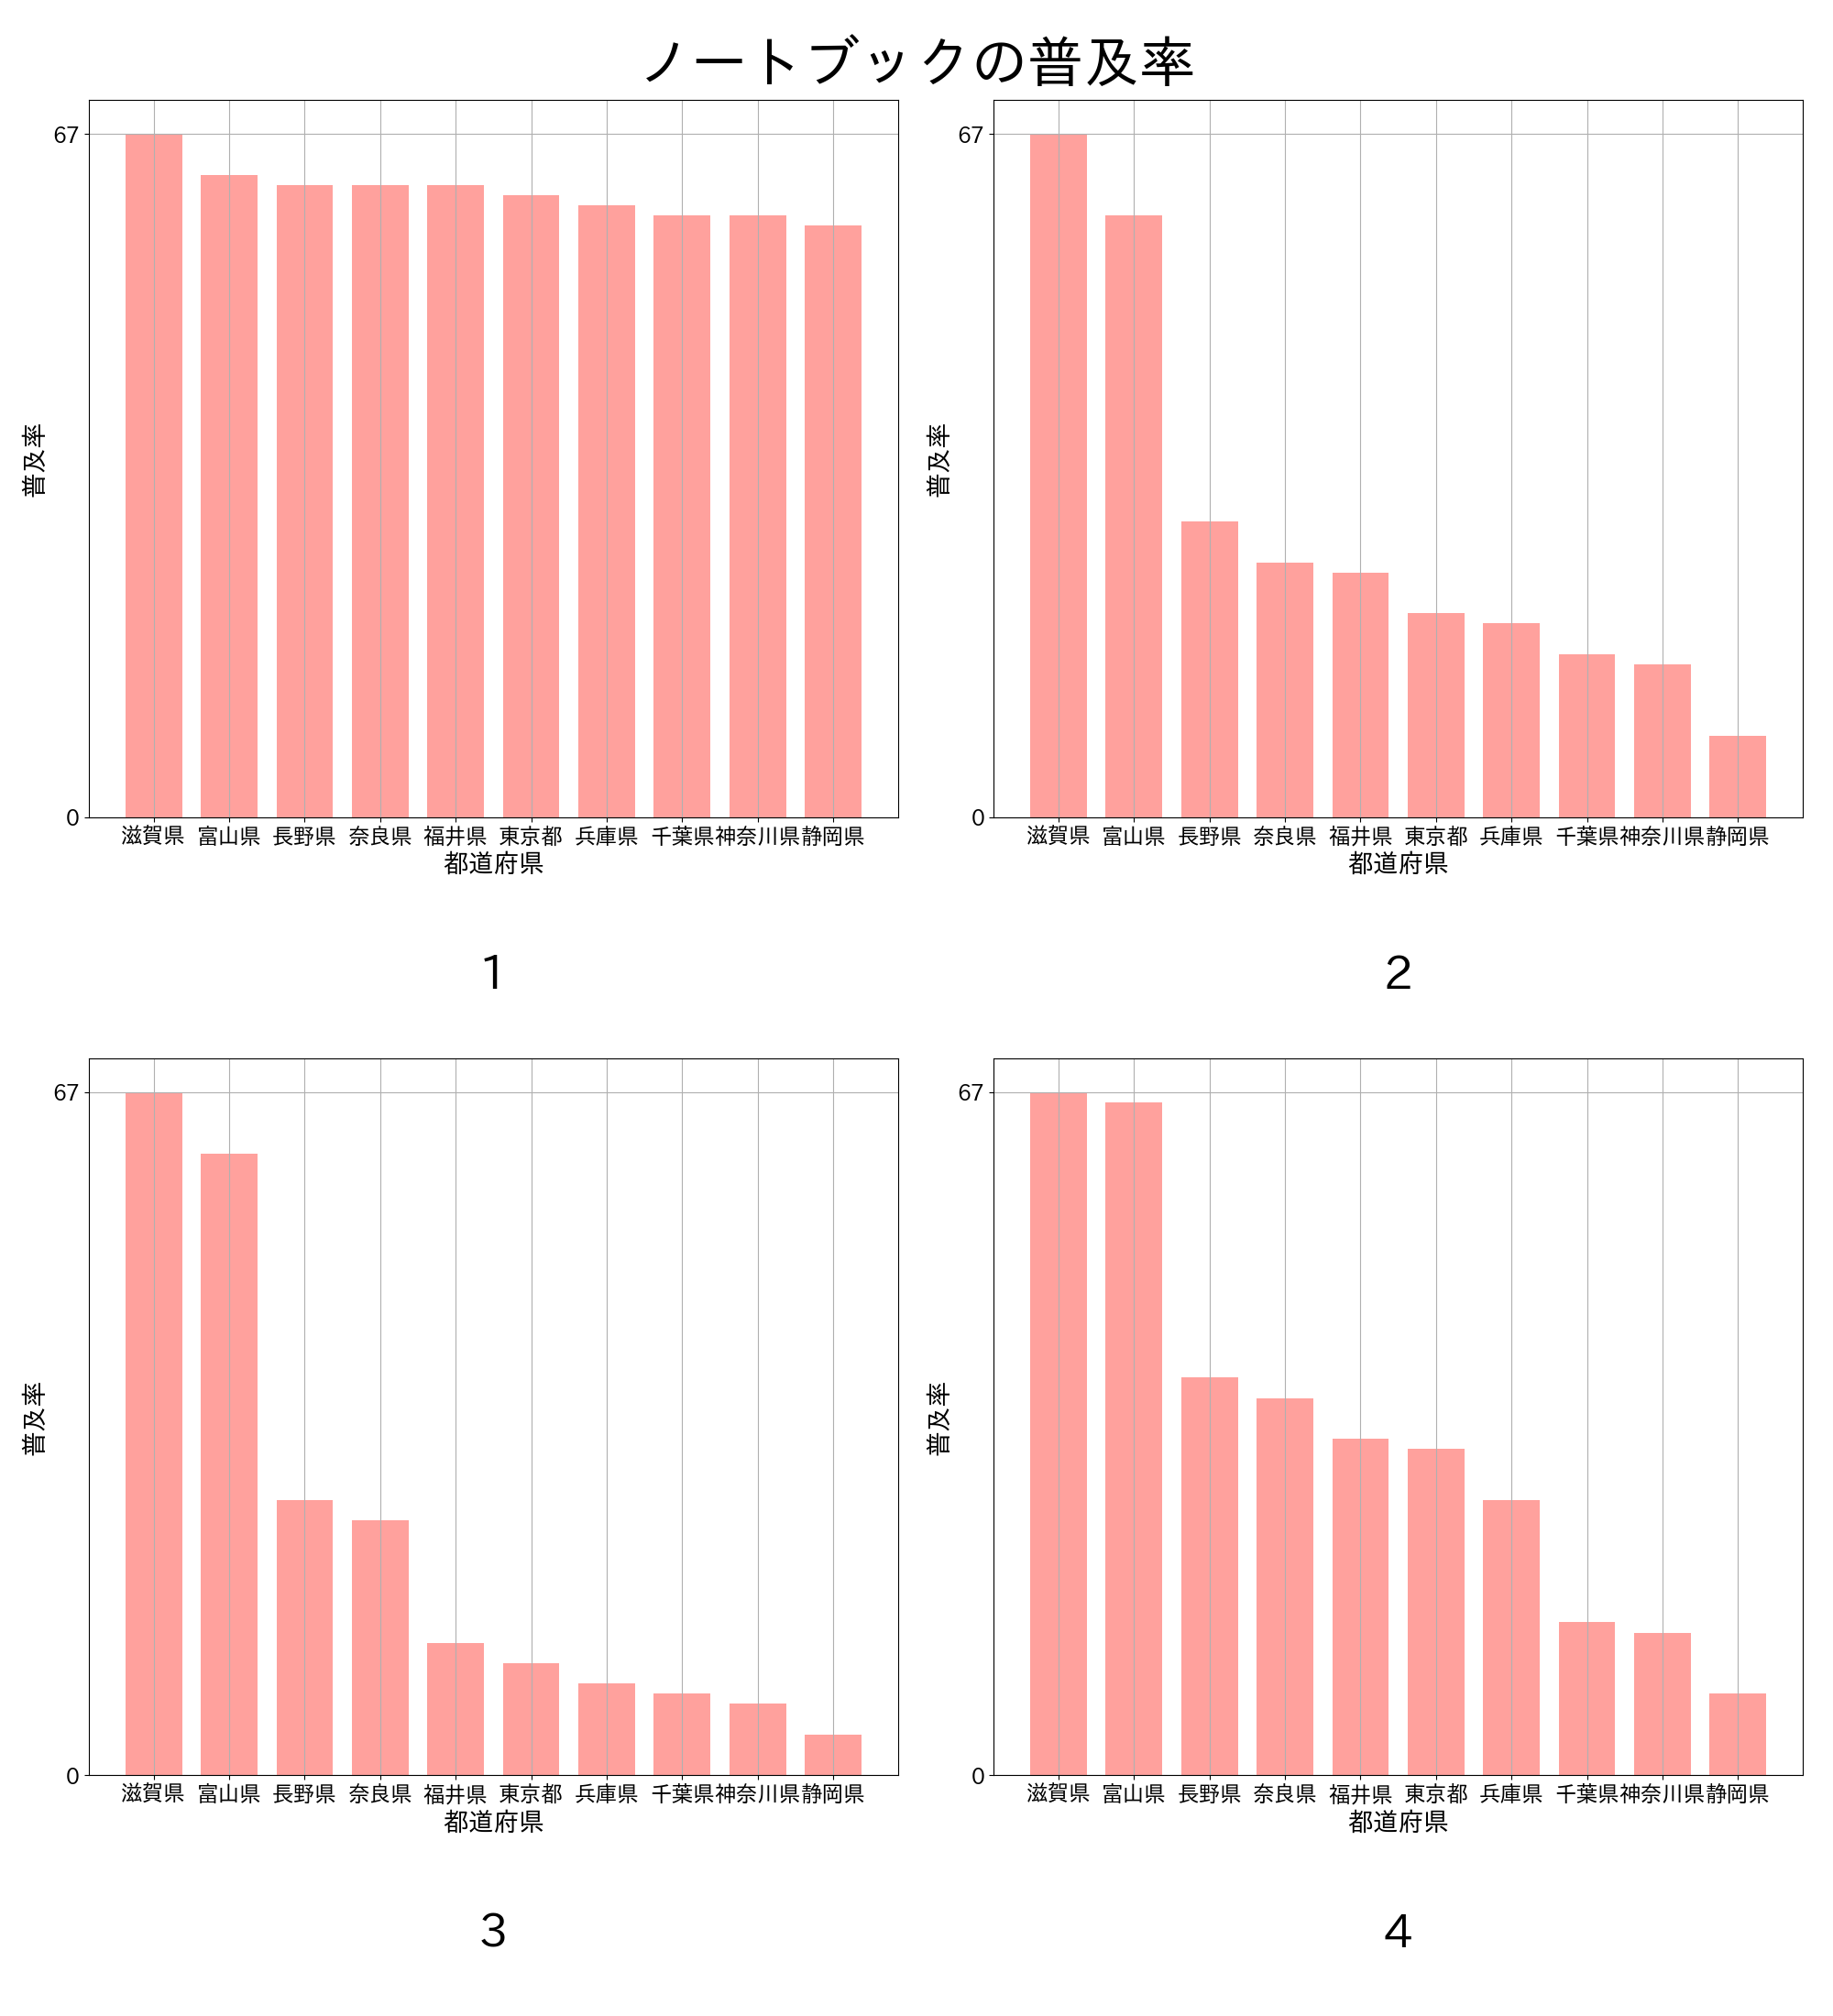 ノートブックの普及率
67
普及率
0
滋賀県 富山県 長野県 奈良県 福井県 東京都 兵庫県 千葉県 神奈川県 静岡県
都道府県
1
67
普及率
0
滋賀県 富山県 長野県 奈良県 福井県 東京都 兵庫県 千葉県 神奈川県 静岡県
都道府県
2
67
普及率
0
滋賀県 富山県 長野県 奈良県 福井県 東京都 兵庫県 千葉県 神奈川県 静岡県
都道府県
3
67
普及率
0
滋賀県 富山県 長野県 奈良県 福井県 東京都 兵庫県 千葉県 神奈川県 静岡県
都道府県
4